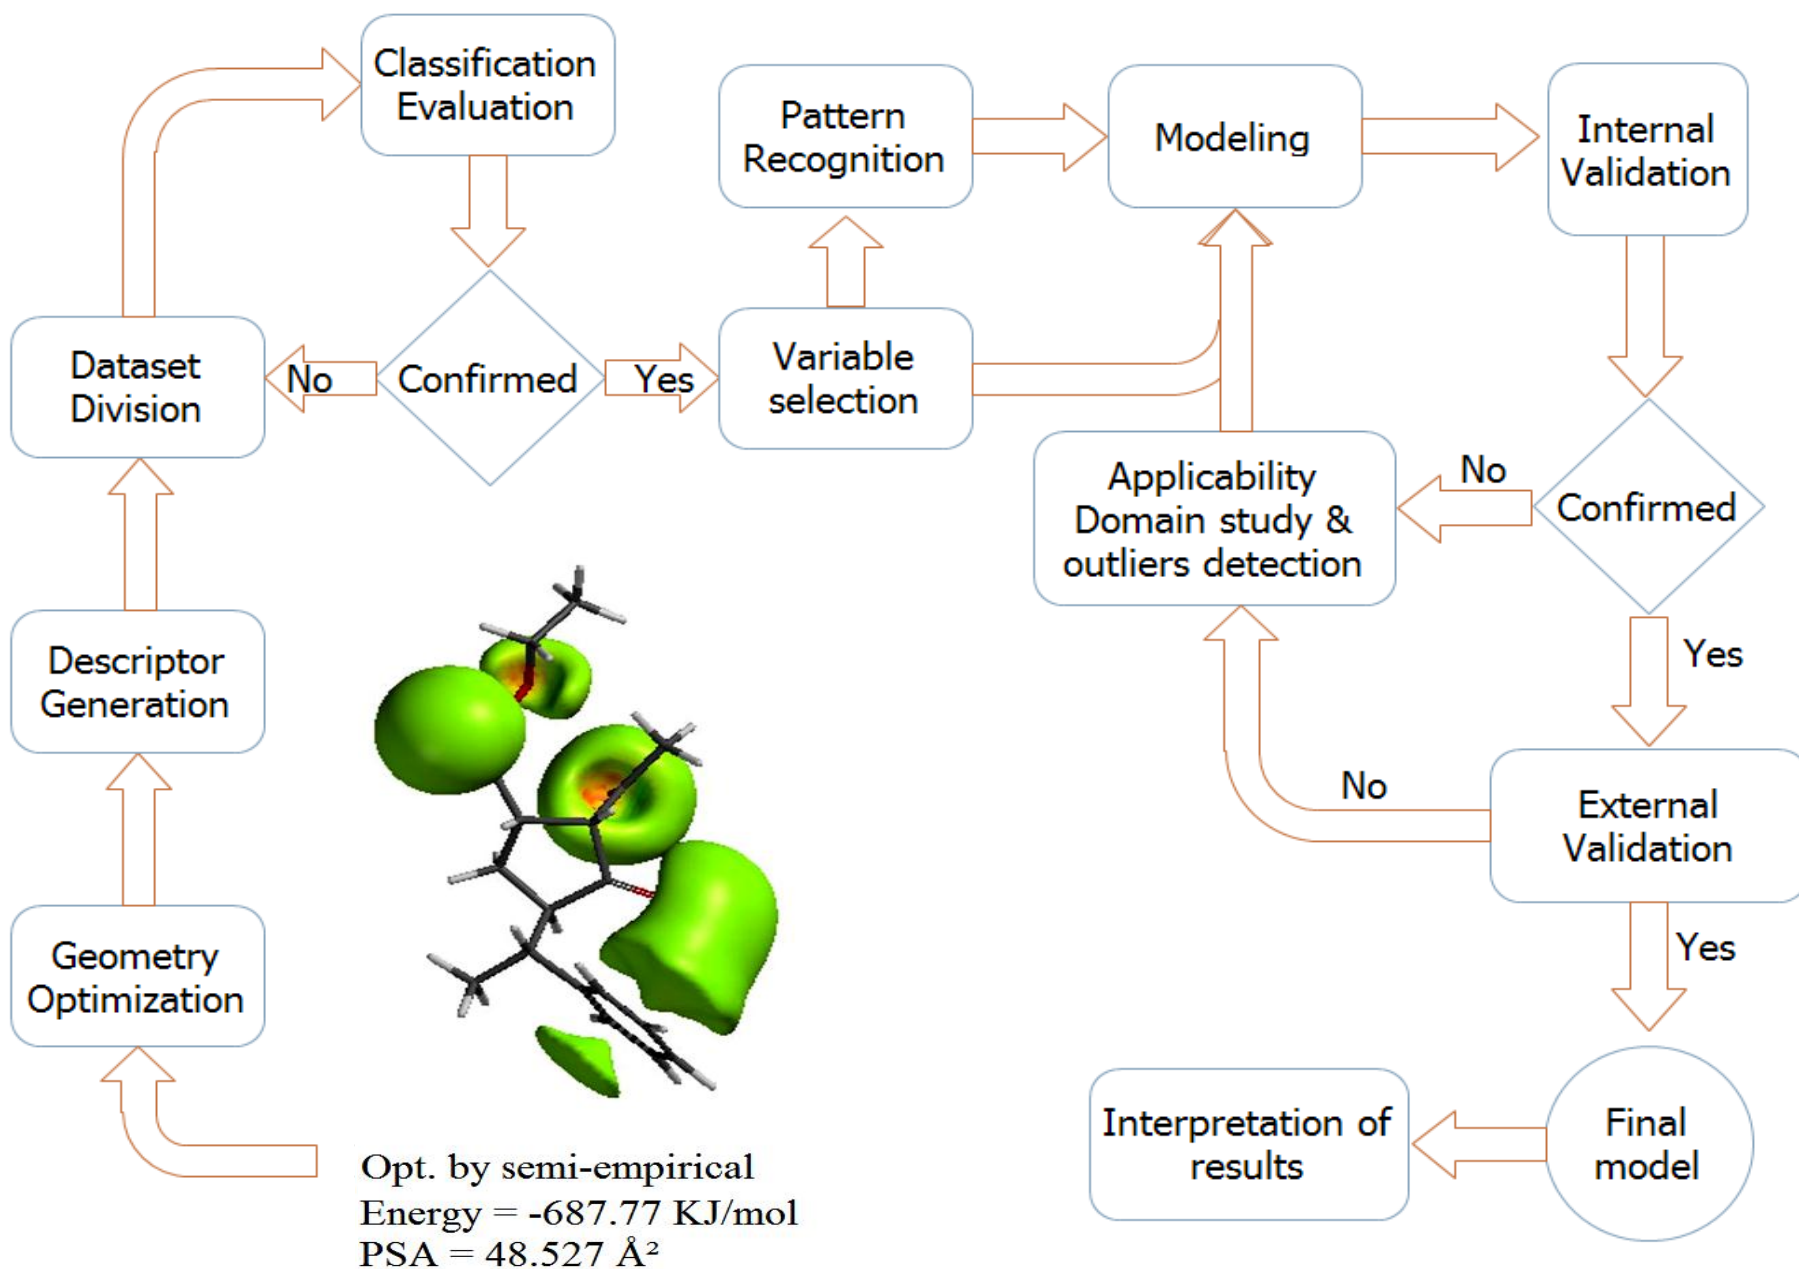 Classification
Evaluation
Pattern
Recognition
Modeling
Internal
Validation
Dataset
Division
No
Confirmed
Yes
Variable
selection
Applicability
Domain study &
outliers detection
No
Confirmed
Yes
Descriptor
Generation
No
External
Validation
Yes
Geometry
Optimization
Interpretation of
results
Final
model
Opt. by semi-empirical
Energy = -687.77 KJ/mol
PSA = 48.527 Å²